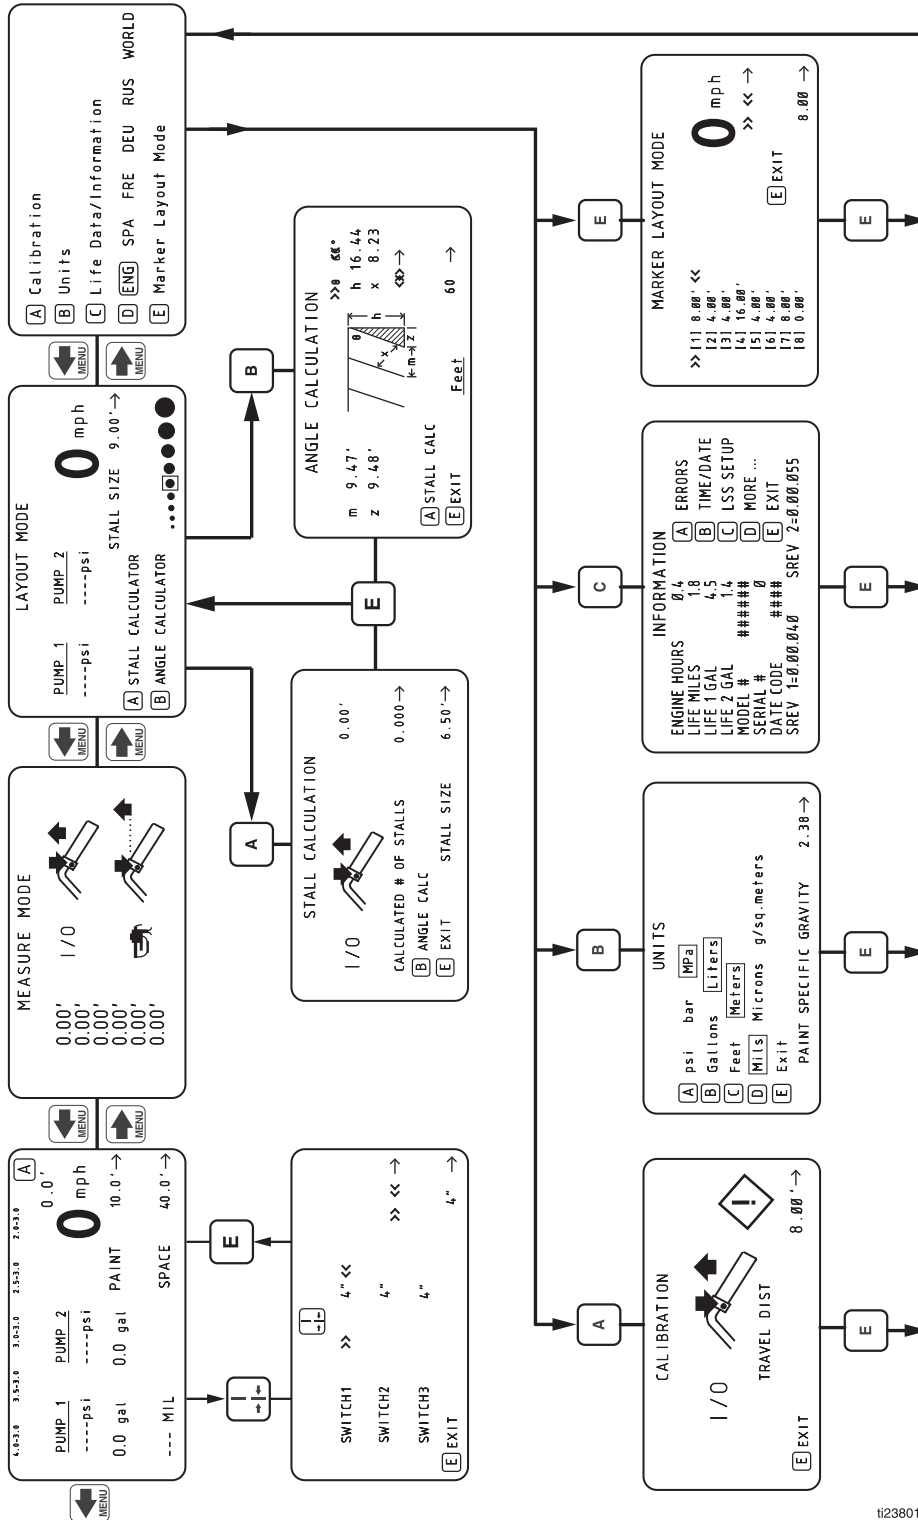 MENU
4.0-3.0 3.5-3.0 3.0-3.0 2.5-3.0 2.0-3.0
A
0.0'
PUMP 1 PUMP 2
0 mph
----psi ----psi
0.0 gal 0.0 gal
PAINT 10.0'→
--- MIL
SPACE 40.0'→
E
SWITCH1 >> 4" <<
SWITCH2 4" >> << →
SWITCH3 4"
E EXIT 4" →
MENU
MENU
MEASURE MODE
0.00' I/O
0.00'
0.00'
0.00'
0.00'
0.00'
MENU
MENU
LAYOUT MODE
PUMP 1 PUMP 2
0 mph
----psi ----psi
STALL SIZE 9.00'→
A STALL CALCULATOR
B ANGLE CALCULATOR
A
STALL CALCULATION
I/O 0.00'
CALCULATED # OF STALLS 0.000→
B ANGLE CALC
E EXIT STALL SIZE 6.50'→
E
B
ANGLE CALCULATION
m 9.47'
z 9.48'
>>θ <<°
h 16.44
x 8.23
<x> →
θ h x m z
A STALL CALC
E EXIT Feet 60 →
MENU
MENU
A Calibration
B Units
C Life Data/Information
D ENG SPA FRE DEU RUS WORLD
E Marker Layout Mode
A
CALIBRATION
I/O
TRAVEL DIST
!
E EXIT 8.00'→
E
B
UNITS
A psi bar MPa
B Gallons Liters
C Feet Meters
D Mils Microns g/sq.meters
E Exit
PAINT SPECIFIC GRAVITY 2.38→
E
C
INFORMATION
ENGINE HOURS 0.4 A ERRORS
LIFE MILES 1.8 B TIME/DATE
LIFE 1 GAL 4.5 C LSS SETUP
LIFE 2 GAL 1.4 D MORE ...
MODEL # ###### E EXIT
SERIAL # 0
DATE CODE ####
SREV 1=0.00.040 SREV 2=0.00.055
E
E
MARKER LAYOUT MODE
>> [1] 8.00' <<
[2] 4.00'
[3] 4.00'
[4] 16.00'
[5] 4.00'
[6] 4.00'
[7] 8.00'
[8] 0.00'
0 mph
>> << →
E EXIT
8.00 →
E
ti23801